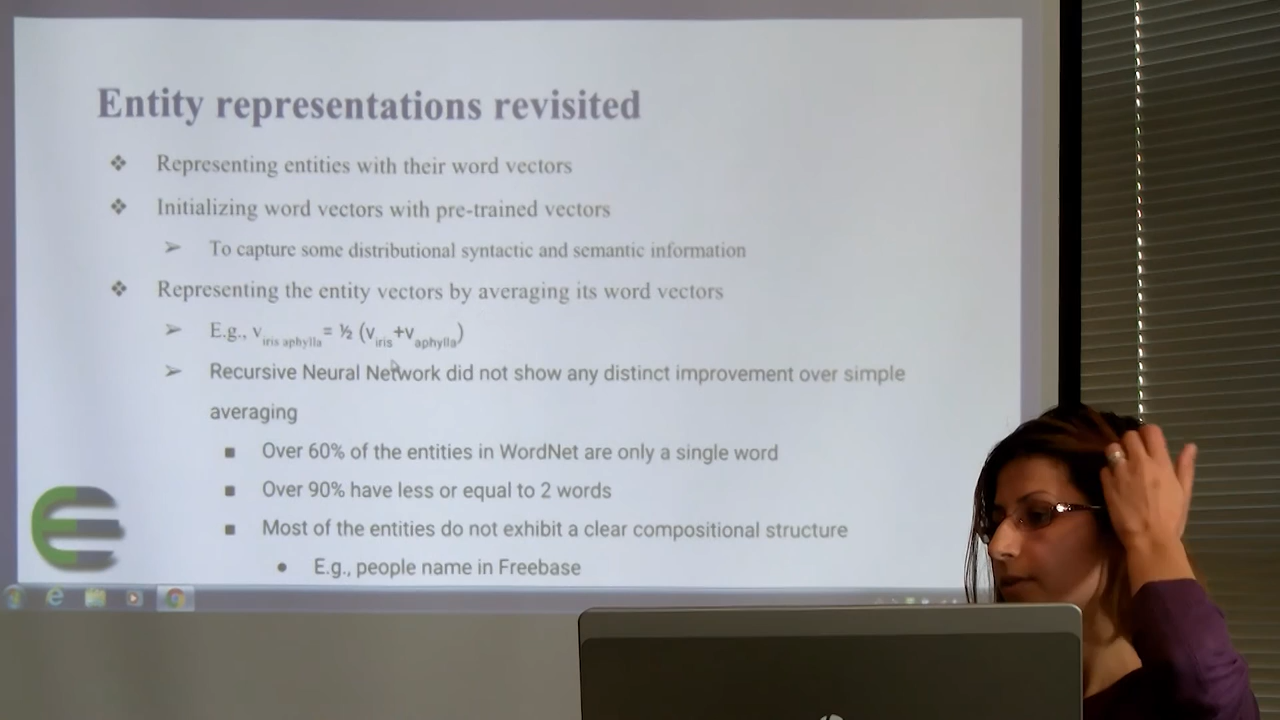 Entity representations revisited
❖ Representing entities with their word vectors
❖ Initializing word vectors with pre-trained vectors
➢ To capture some distributional syntactic and semantic information
❖ Representing the entity vectors by averaging its word vectors
➢ E.g., v iris aphylla = ½ (v iris + v aphylla)
➢ Recursive Neural Network did not show any distinct improvement over simple
averaging
■ Over 60% of the entities in WordNet are only a single word
■ Over 90% have less or equal to 2 words
■ Most of the entities do not exhibit a clear compositional structure
● E.g., people name in Freebase